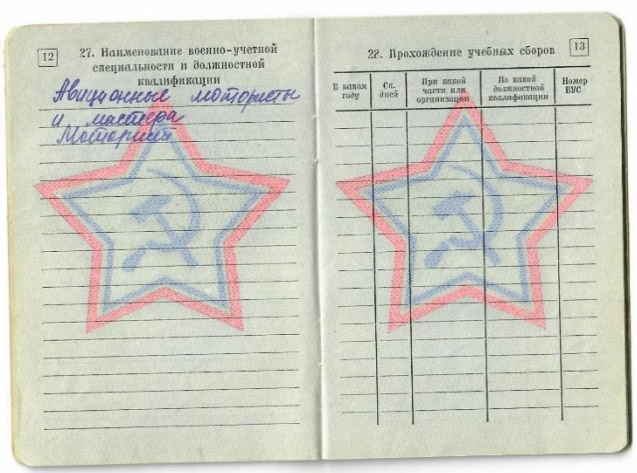 12
27. Наименование военно-учетной
специальности и должностной
квалификации
Авиационные мотористы
и мастера
Моторист
22. Прохождение учебных сборов
13
В каком
году
Ск.
дней
При какой
части или
организации
По какой
должностной
квалификации
Номер
ВУС